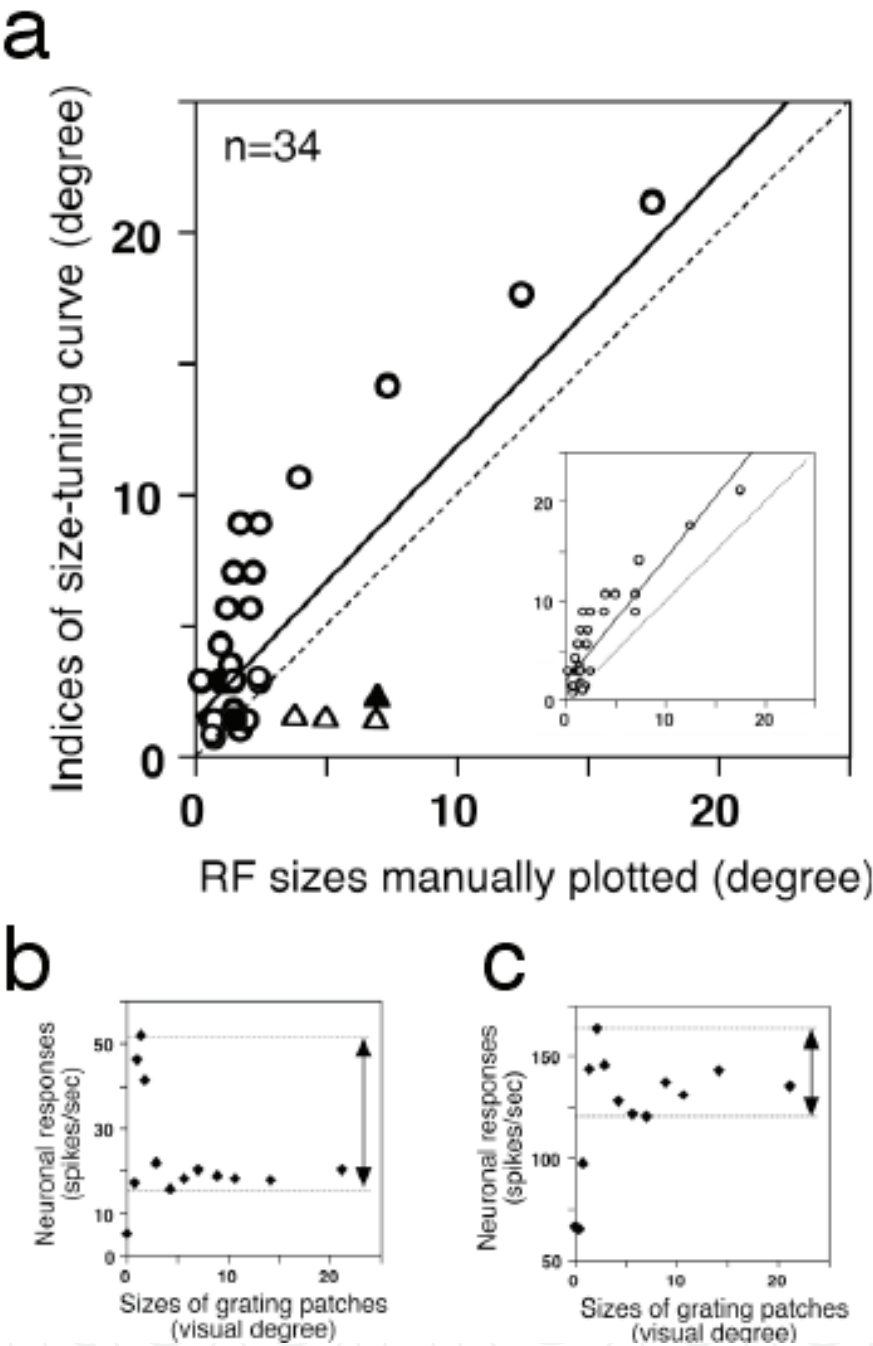 a
Indices of size-tuning curve (degree)
n=34
20
10
0
0 10 20
20
10
0
0 10 20
RF sizes manually plotted (degree)
b
Neuronal responses
(spikes/sec)
50
30
10
0
0 10 20
Sizes of grating patches
(visual degree)
c
Neuronal responses
(spikes/sec)
150
100
50
0 10 20
Sizes of grating patches
(visual degree)